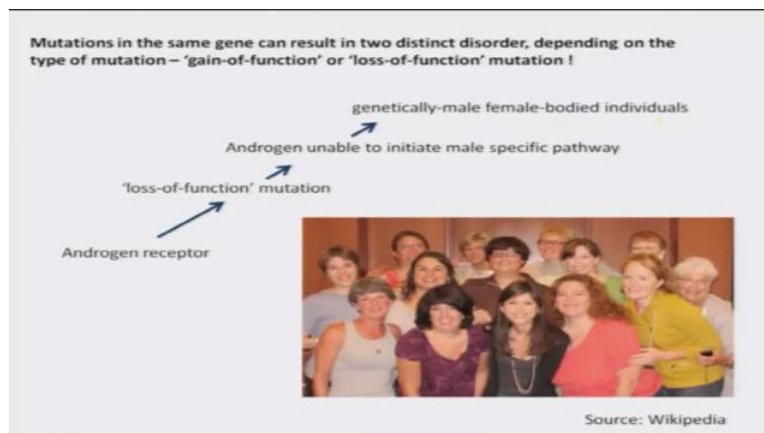 Mutations in the same gene can result in two distinct disorder, depending on the
type of mutation – 'gain-of-function' or 'loss-of-function' mutation !
genetically-male female-bodied individuals
Androgen unable to initiate male specific pathway
'loss-of-function' mutation
Androgen receptor
Source: Wikipedia